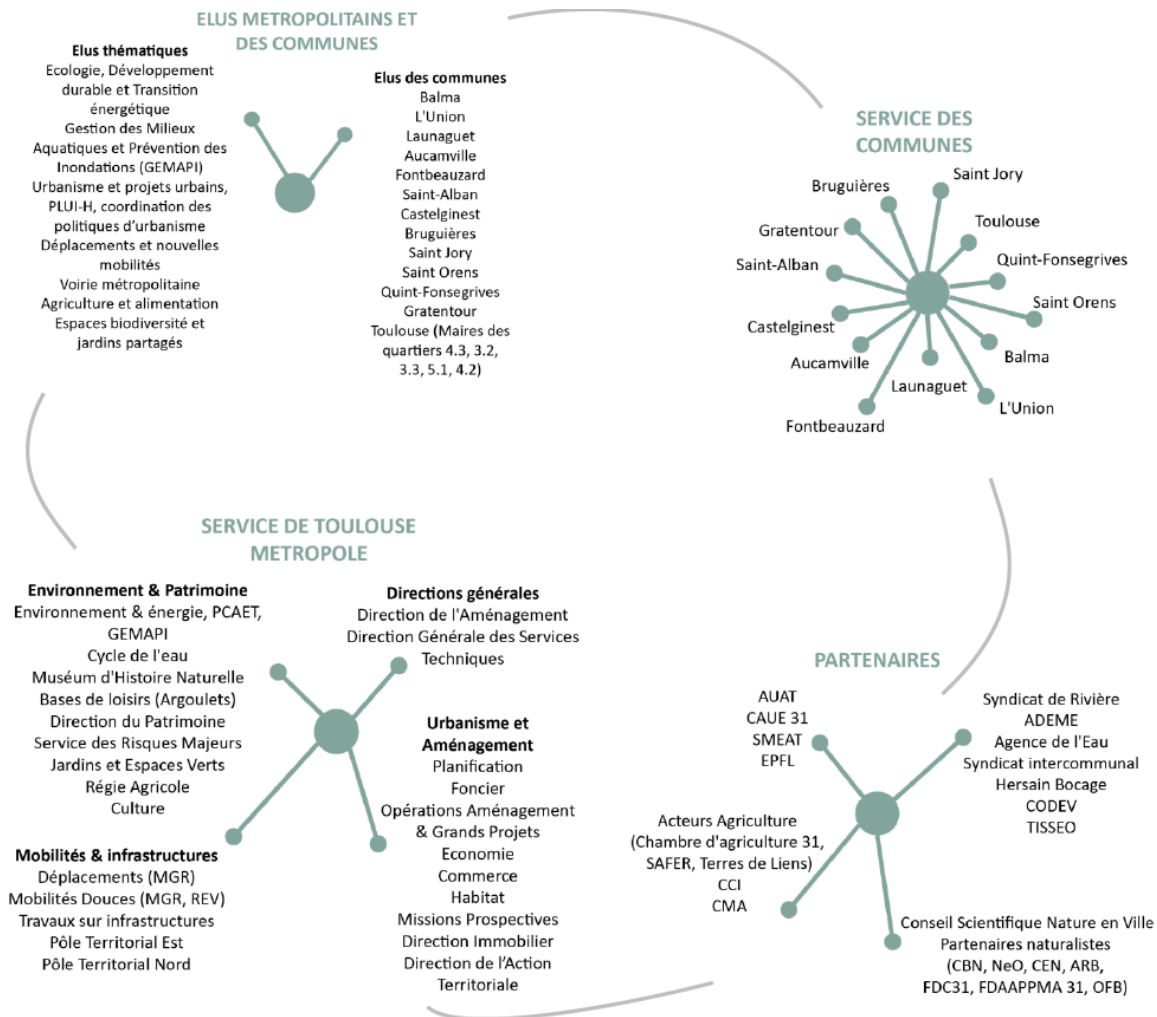 ELUS METROPOLITAINS ET
DES COMMUNES
Elus thématiques
Ecologie, Développement
durable et Transition
énergétique
Gestion des Milieux
Aquatiques et Prévention des
Inondations (GEMAPI)
Urbanisme et projets urbains,
PLUI-H, coordination des
politiques d'urbanisme
Déplacements et nouvelles
mobilités
Voirie métropolitaine
Agriculture et alimentation
Espaces biodiversité et
jardins partagés
Elus des communes
Balma
L'Union
Launaguet
Aucamville
Fontbeauzard
Saint-Alban
Castelginest
Bruguières
Saint Jory
Saint Orens
Quint-Fonsegrives
Gratentour
Toulouse (Maires des
quartiers 4.3, 3.2,
3.3, 5.1, 4.2)
SERVICE DES
COMMUNES
Saint Jory
Bruguières
Toulouse
Gratentour
Quint-Fonsegrives
Saint-Alban
Saint Orens
Castelginest
Balma
Aucamville
Launaguet
L'Union
Fontbeauzard
SERVICE DE TOULOUSE
METROPOLE
Environnement & Patrimoine
Environnement & énergie, PCAET,
GEMAPI
Cycle de l'eau
Muséum d'Histoire Naturelle
Bases de loisirs (Argoulets)
Direction du Patrimoine
Service des Risques Majeurs
Jardins et Espaces Verts
Régie Agricole
Culture
Directions générales
Direction de l'Aménagement
Direction Générale des Services
Techniques
Urbanisme et
Aménagement
Planification
Foncier
Opérations Aménagement
& Grands Projets
Economie
Commerce
Habitat
Missions Prospectives
Direction Immobilier
Direction de l'Action
Territoriale
Mobilités & infrastructures
Déplacements (MGR)
Mobilités Douces (MGR, REV)
Travaux sur infrastructures
Pôle Territorial Est
Pôle Territorial Nord
PARTENAIRES
AUAT
CAUE 31
SMEAT
EPFL
Syndicat de Rivière
ADEME
Agence de l'Eau
Syndicat intercommunal
Hersain Bocage
CODEV
TISSEO
Acteurs Agriculture
(Chambre d'agriculture 31,
SAFER, Terres de Liens)
CCI
CMA
Conseil Scientifique Nature en Ville
Partenaires naturalistes
(CBN, NeO, CEN, ARB,
FDC31, FDAAPPMA 31, OFB)